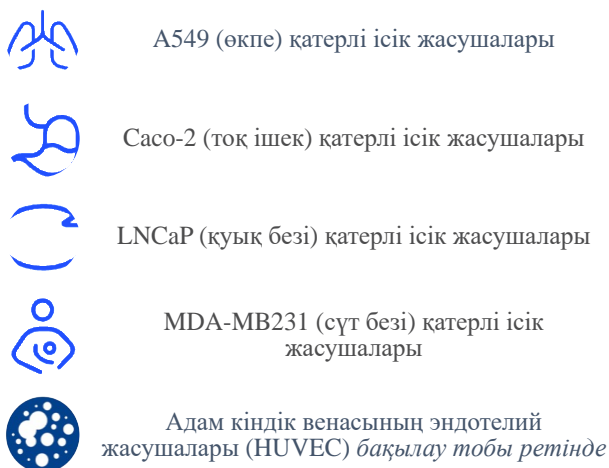 A549 (өкпе) қатерлі ісік жасушалары
Caco-2 (тоқ ішек) қатерлі ісік жасушалары
LNCaP (қуық безі) қатерлі ісік жасушалары
MDA-MB231 (сүт безі) қатерлі ісік
жасушалары
Адам кіндік венасының эндотелий
жасушалары (HUVEC) бақылау тобы ретінде